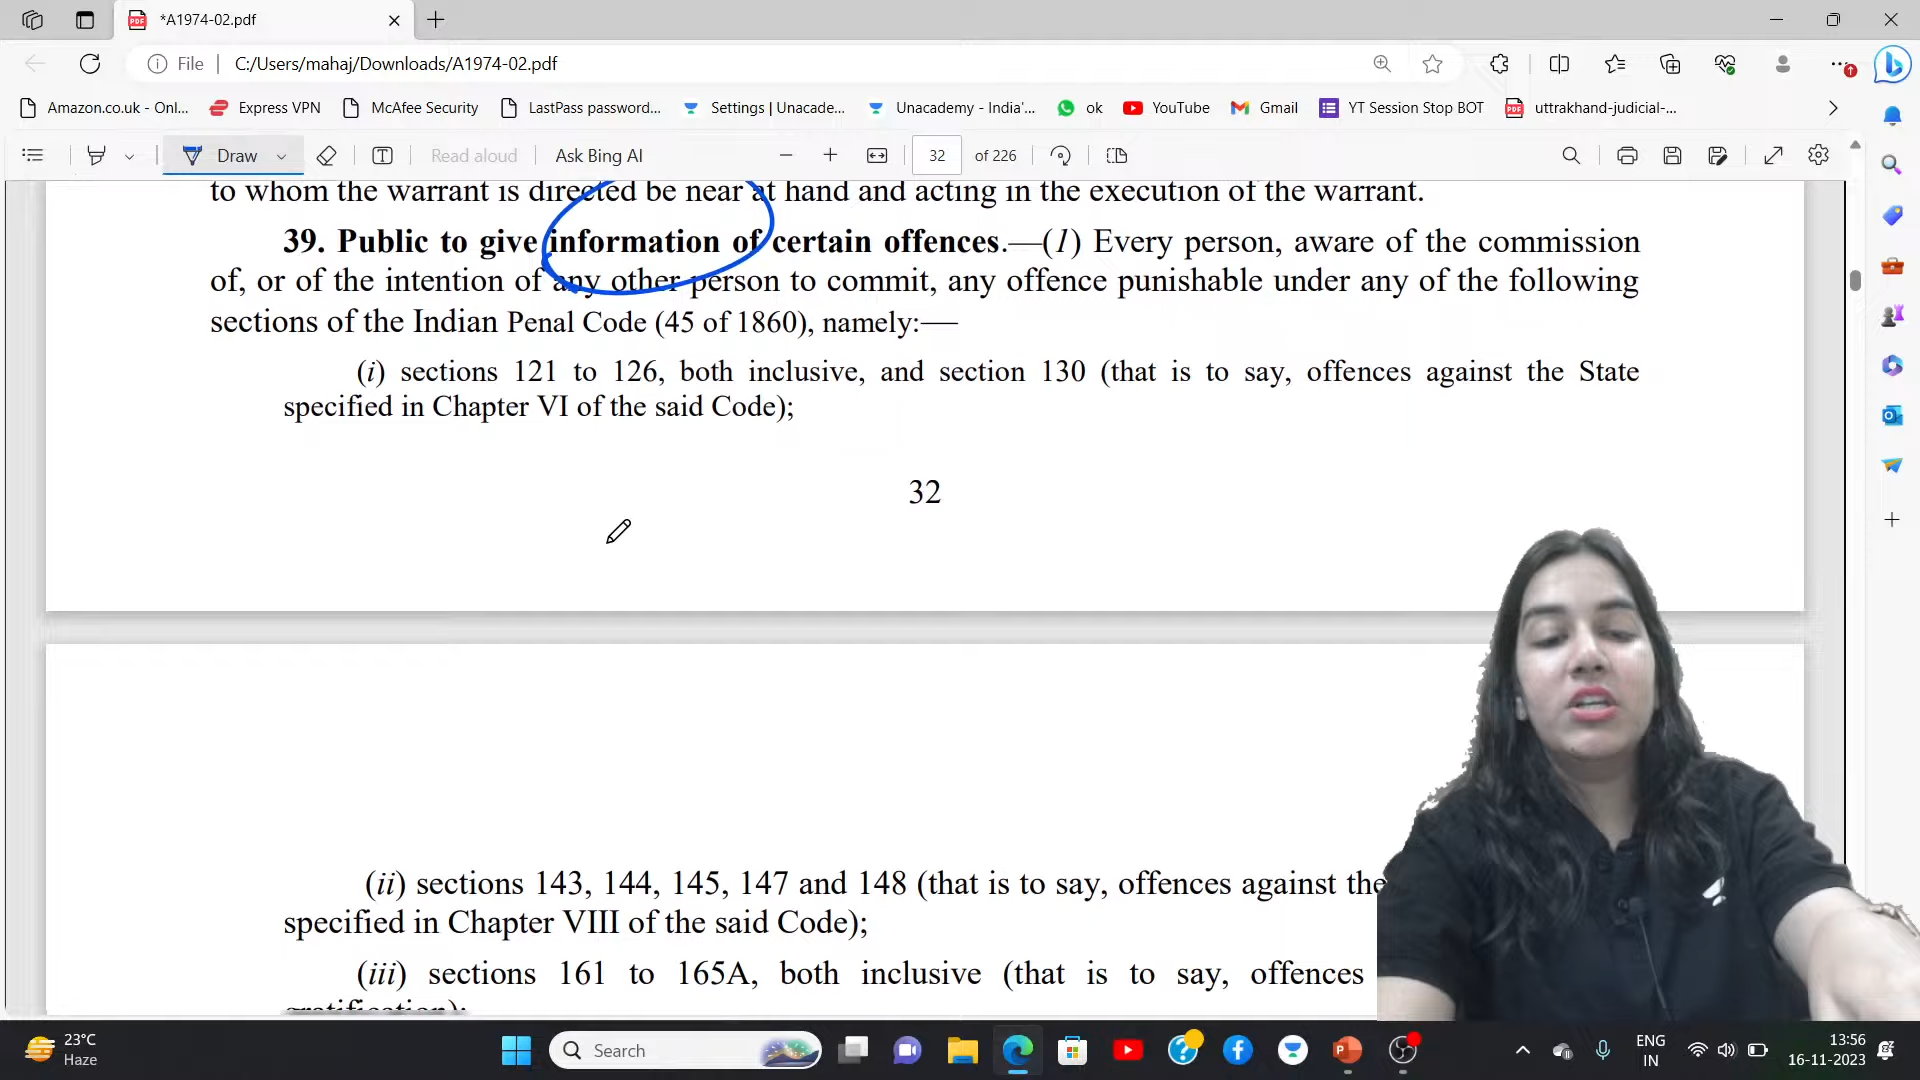 *A1974-02.pdf
File
C:/Users/mahaj/Downloads/A1974-02.pdf
Amazon.co.uk - Onl...
Express VPN
McAfee Security
LastPass password...
Settings | Unacade...
Unacademy - India'...
ok
YouTube
Gmail
YT Session Stop BOT
uttrakhand-judicial-...
Draw
Read aloud
Ask Bing AI
32
of 226
to whom the warrant is directed be near at hand and acting in the execution of the warrant.
39. Public to give information of certain offences.—(1) Every person, aware of the commission
of, or of the intention of any other person to commit, any offence punishable under any of the following
sections of the Indian Penal Code (45 of 1860), namely:—
(i) sections 121 to 126, both inclusive, and section 130 (that is to say, offences against the State
specified in Chapter VI of the said Code);
32
(ii) sections 143, 144, 145, 147 and 148 (that is to say, offences against the
specified in Chapter VIII of the said Code);
(iii) sections 161 to 165A, both inclusive (that is to say, offences
gratification);
23°C
Haze
Search
ENG
IN
13:56
16-11-2023